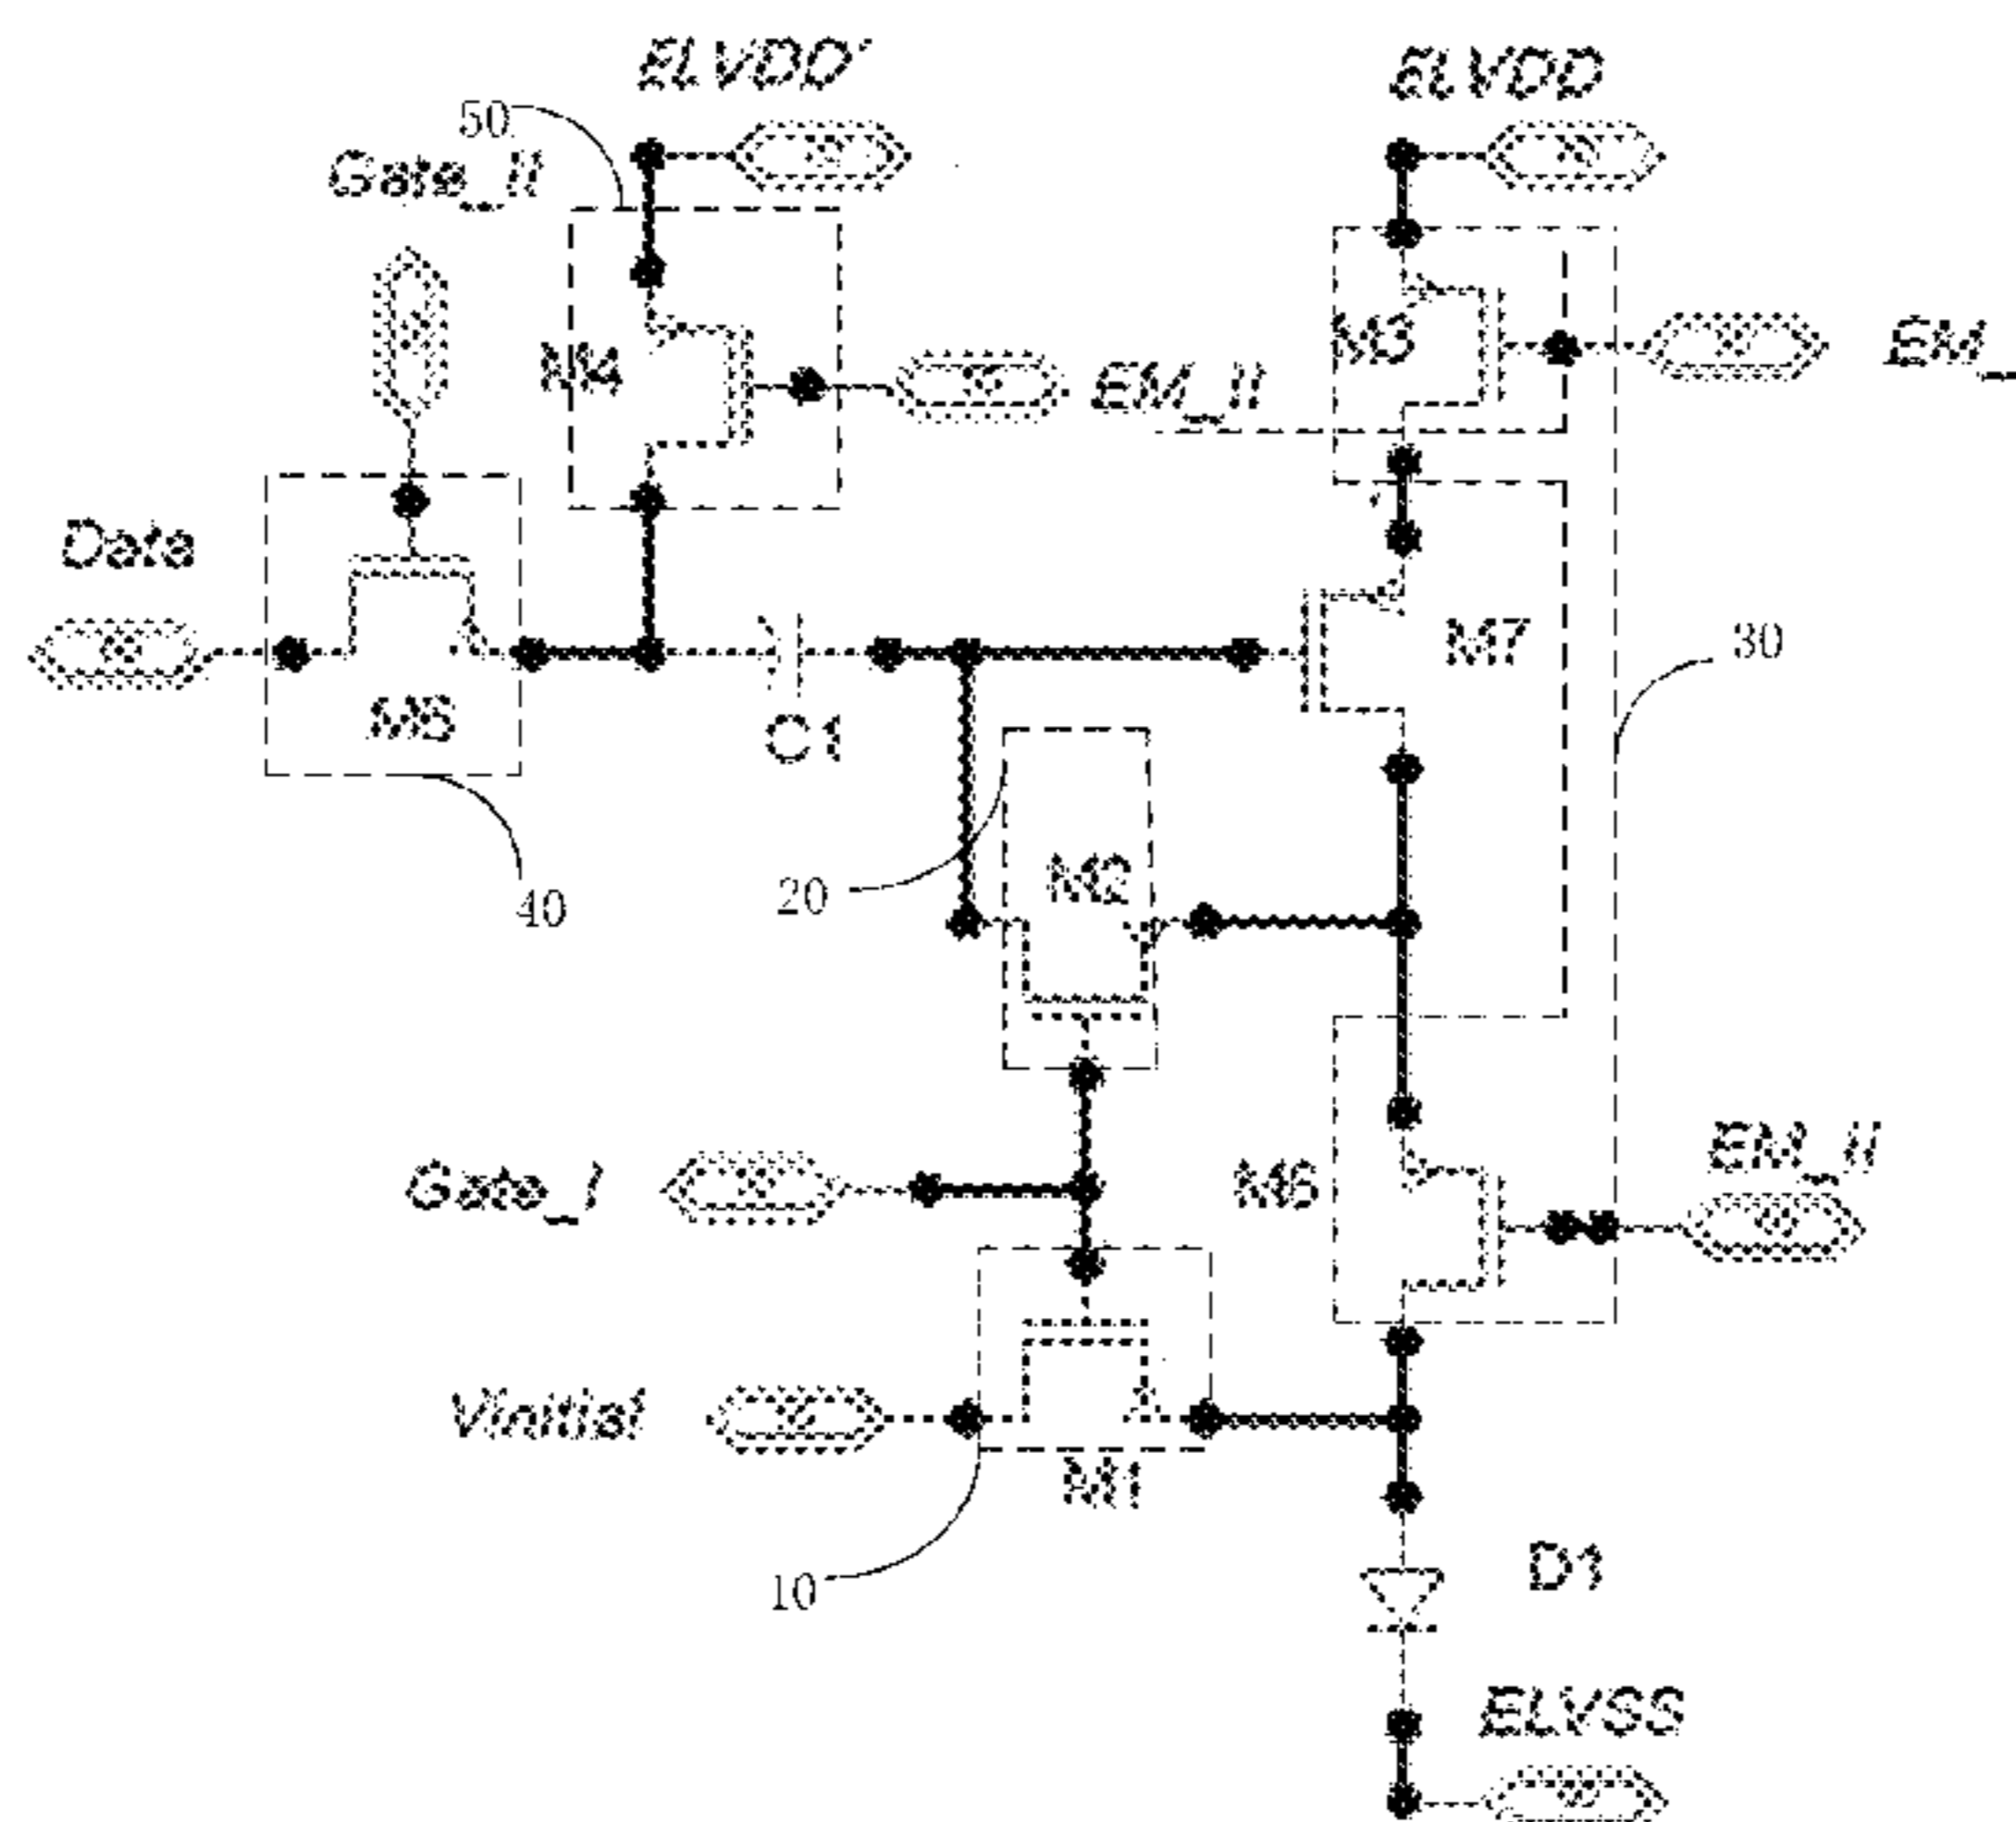 ELVDD'
ELVDD
50
Gate_II
M4
EM_II
M3
EM_
Data
M7
30
C1
40
20
M2
Gate_I
M6
EM_II
Vinitial
M1
10
D1
ELVSS